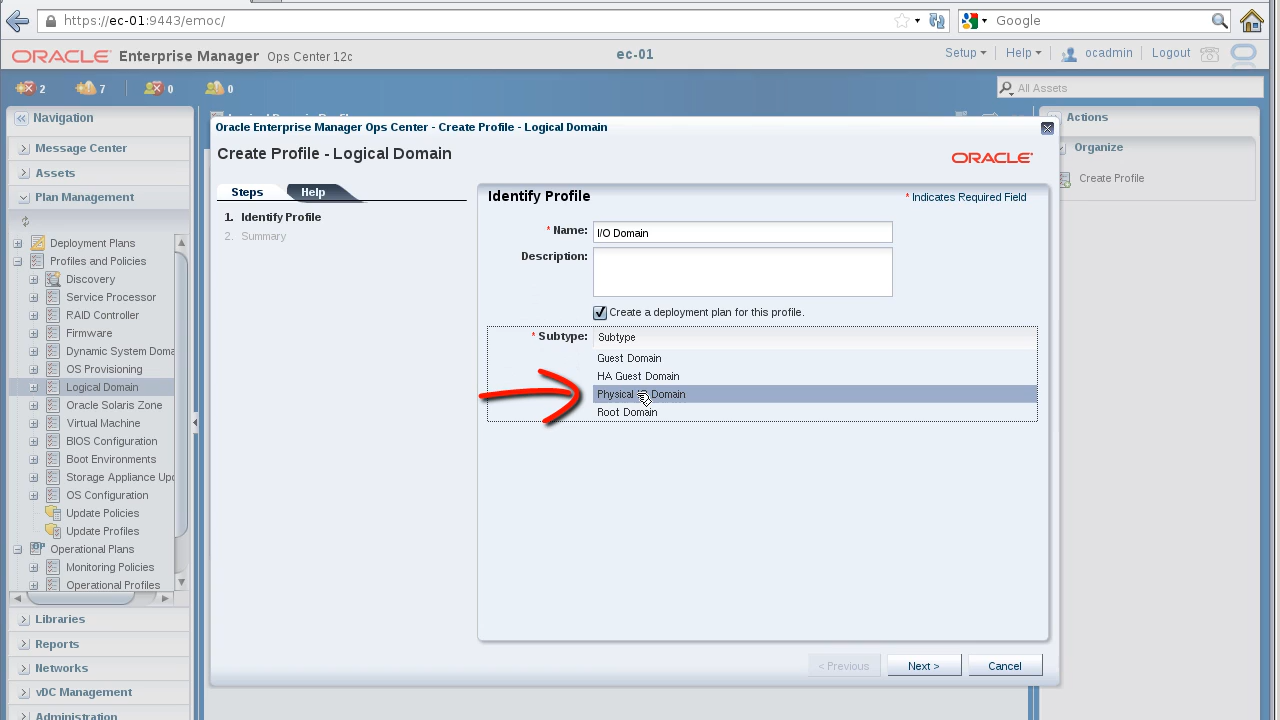 https://ec-01:9443/emoc/
Google
ORACLE Enterprise Manager Ops Center 12c
ec-01
Setup Help ocadmin Logout
2 7 0 0
All Assets
Navigation
Message Center
Assets
Plan Management
Deployment Plans
Profiles and Policies
Discovery
Service Processor
RAID Controller
Firmware
Dynamic System Doma
OS Provisioning
Logical Domain
Oracle Solaris Zone
Virtual Machine
BIOS Configuration
Boot Environments
Storage Appliance Upd
OS Configuration
Update Policies
Update Profiles
Operational Plans
Monitoring Policies
Operational Profiles
Libraries
Reports
Networks
vDC Management
Administration
Oracle Enterprise Manager Ops Center - Create Profile - Logical Domain
Create Profile - Logical Domain
ORACLE
Steps Help
1. Identify Profile
2. Summary
Identify Profile
* Indicates Required Field
* Name: I/O Domain
Description:
Create a deployment plan for this profile.
* Subtype: Subtype
Guest Domain
HA Guest Domain
Physical IO Domain
Root Domain
< Previous Next > Cancel
Actions
Organize
Create Profile